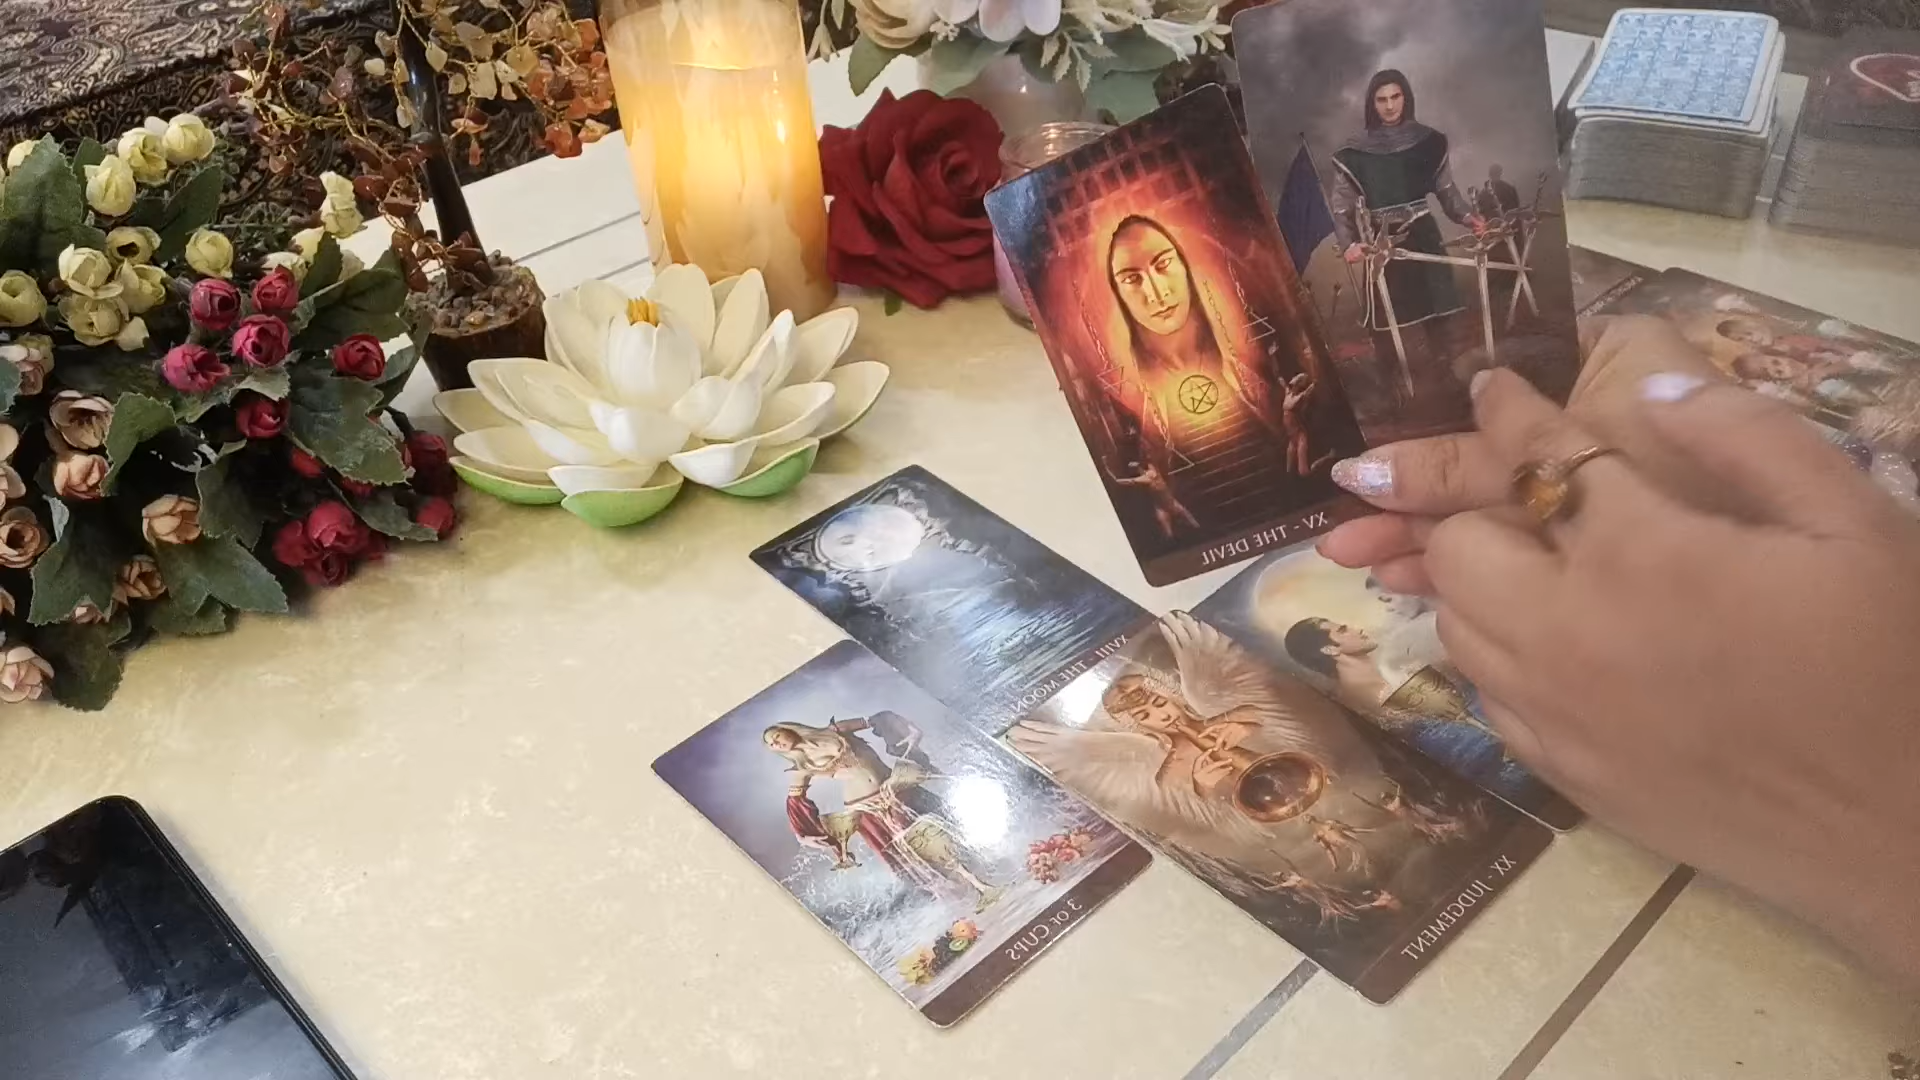 XV - THE DEVIL
XVIII - THE MOON
3 OF CUPS
XX - JUDGEMENT